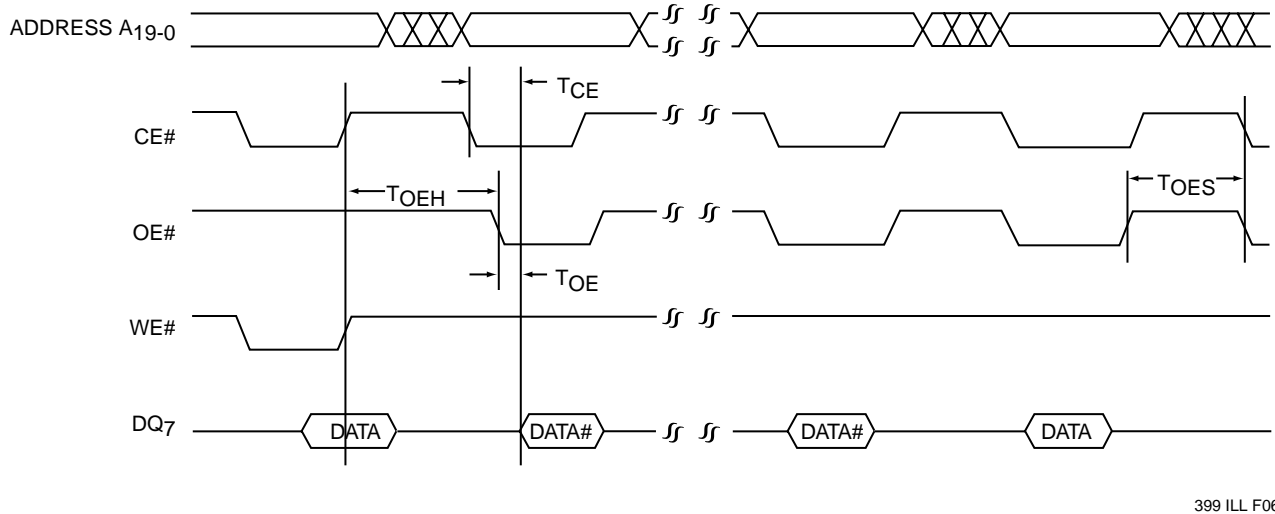 ADDRESS A19-0
TCE
CE#
TOEH
TOES
OE#
TOE
WE#
DQ7
DATA
DATA#
DATA#
DATA
399 ILL F06